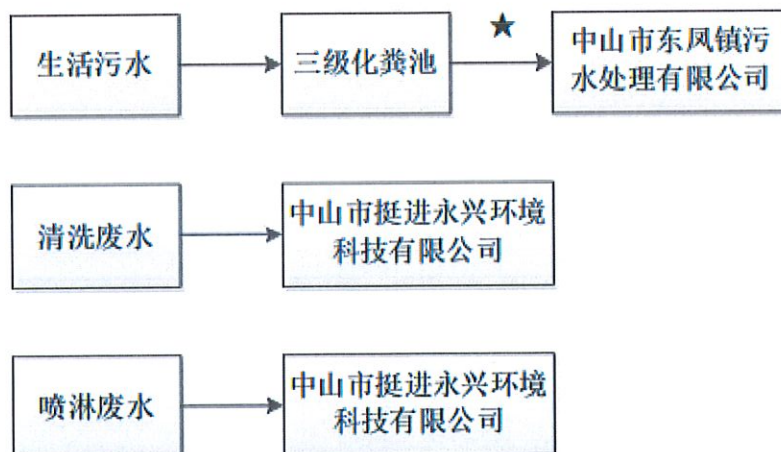 生活污水
三级化粪池
★
中山市东凤镇污
水处理有限公司
清洗废水
中山市挺进永兴环境
科技有限公司
喷淋废水
中山市挺进永兴环境
科技有限公司